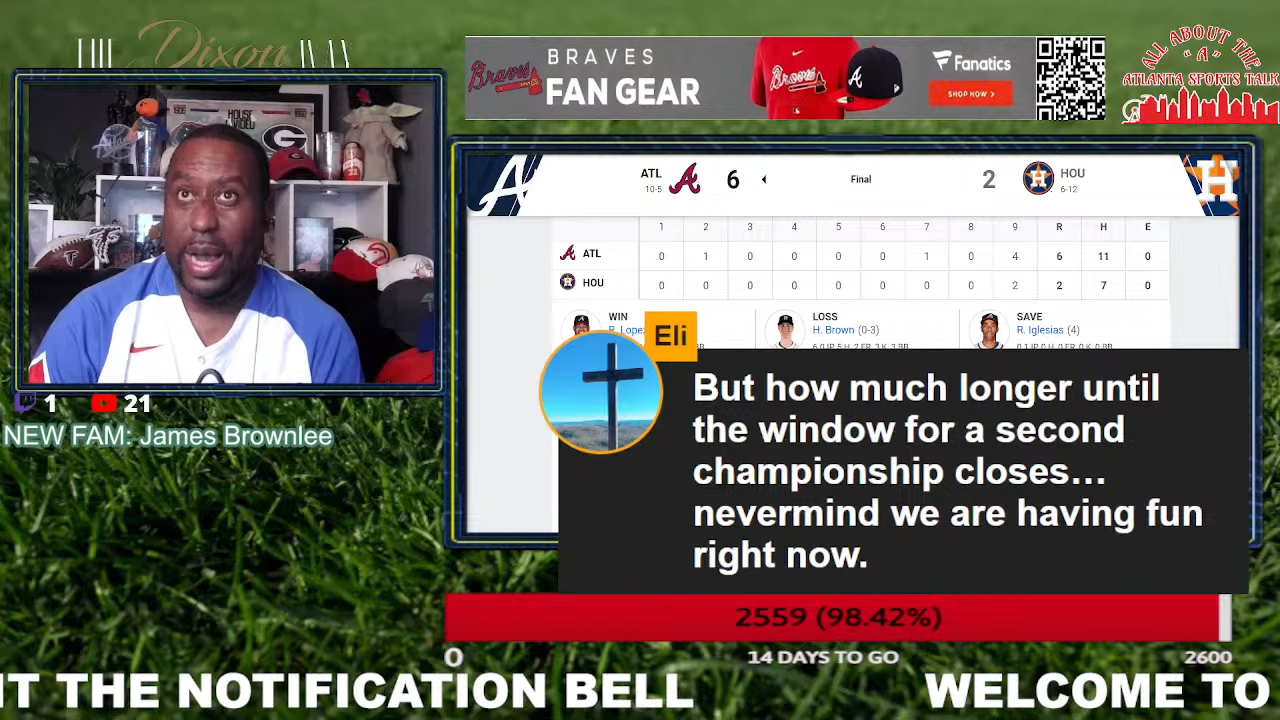 Dixon
BRAVES
FAN GEAR
Braves
Fanatics
SHOP NOW >
ALL ABOUT THE
"A"
ATLANTA SPORTS TALK
HOUSE
DIVIDED
ATL
10-5
6
Final
2
HOU
6-12
1 2 3 4 5 6 7 8 9 R H E
ATL 0 1 0 0 0 0 1 0 4 6 11 0
HOU 0 0 0 0 0 0 0 0 2 2 7 0
WIN
R. Lopez
LOSS
H. Brown (0-3)
SAVE
R. Iglesias (4)
Eli
But how much longer until
the window for a second
championship closes…
nevermind we are having fun
right now.
1 21
NEW FAM: James Brownlee
2559 (98.42%)
0 14 DAYS TO GO 2600
IT THE NOTIFICATION BELL WELCOME TO